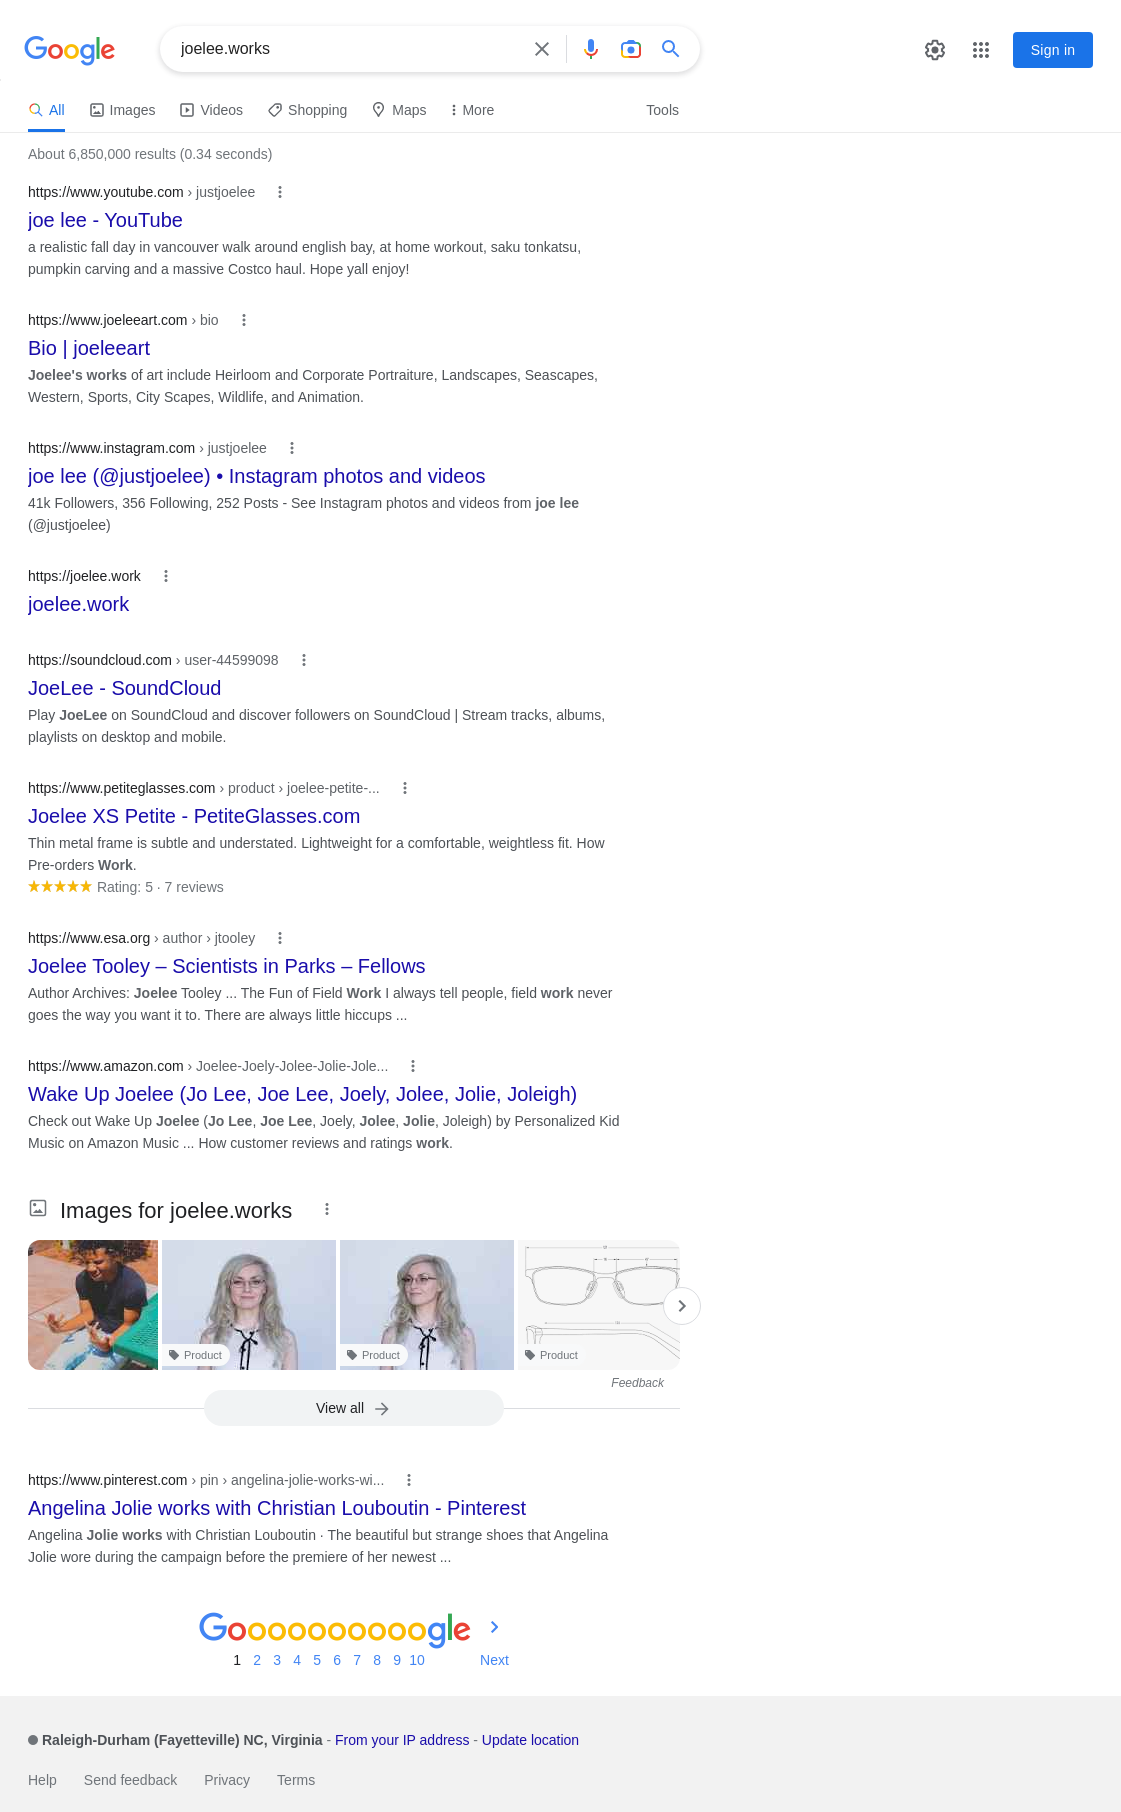 Google
joelee.works
Sign in
All Images Videos Shopping Maps More Tools
About 6,850,000 results (0.34 seconds)
https://www.youtube.com › justjoelee
joe lee - YouTube
a realistic fall day in vancouver walk around english bay, at home workout, saku tonkatsu,
pumpkin carving and a massive Costco haul. Hope yall enjoy!
https://www.joeleeart.com › bio
Bio | joeleeart
Joelee's works of art include Heirloom and Corporate Portraiture, Landscapes, Seascapes,
Western, Sports, City Scapes, Wildlife, and Animation.
https://www.instagram.com › justjoelee
joe lee (@justjoelee) • Instagram photos and videos
41k Followers, 356 Following, 252 Posts - See Instagram photos and videos from joe lee
(@justjoelee)
https://joelee.work
joelee.work
https://soundcloud.com › user-44599098
JoeLee - SoundCloud
Play JoeLee on SoundCloud and discover followers on SoundCloud | Stream tracks, albums,
playlists on desktop and mobile.
https://www.petiteglasses.com › product › joelee-petite-...
Joelee XS Petite - PetiteGlasses.com
Thin metal frame is subtle and understated. Lightweight for a comfortable, weightless fit. How
Pre-orders Work.
Rating: 5 · 7 reviews
https://www.esa.org › author › jtooley
Joelee Tooley – Scientists in Parks – Fellows
Author Archives: Joelee Tooley ... The Fun of Field Work I always tell people, field work never
goes the way you want it to. There are always little hiccups ...
https://www.amazon.com › Joelee-Joely-Jolee-Jolie-Jole...
Wake Up Joelee (Jo Lee, Joe Lee, Joely, Jolee, Jolie, Joleigh)
Check out Wake Up Joelee (Jo Lee, Joe Lee, Joely, Jolee, Jolie, Joleigh) by Personalized Kid
Music on Amazon Music ... How customer reviews and ratings work.
Images for joelee.works
Product Product Product
Feedback
View all
https://www.pinterest.com › pin › angelina-jolie-works-wi...
Angelina Jolie works with Christian Louboutin - Pinterest
Angelina Jolie works with Christian Louboutin · The beautiful but strange shoes that Angelina
Jolie wore during the campaign before the premiere of her newest ...
Goooooooooogle
1 2 3 4 5 6 7 8 9 10 Next
Raleigh-Durham (Fayetteville) NC, Virginia - From your IP address - Update location
Help Send feedback Privacy Terms